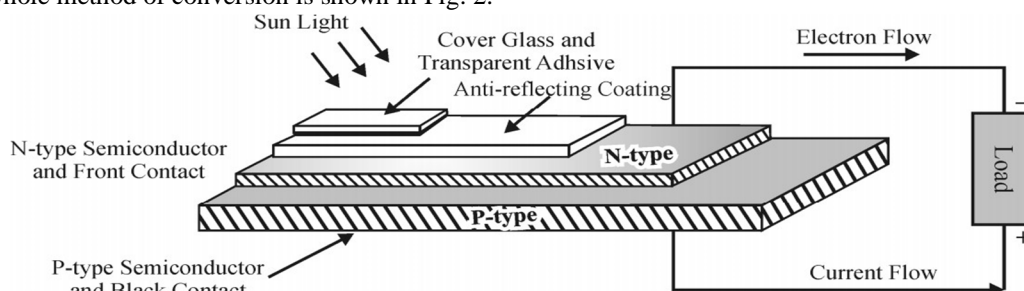 whole method of conversion is shown in Fig. 2.
Sun Light
Cover Glass and
Transparent Adhsive
Anti-reflecting Coating
Electron Flow
N-type Semiconductor
and Front Contact
N-type
P-type
Load
−
+
P-type Semiconductor
and Black Contact
Current Flow